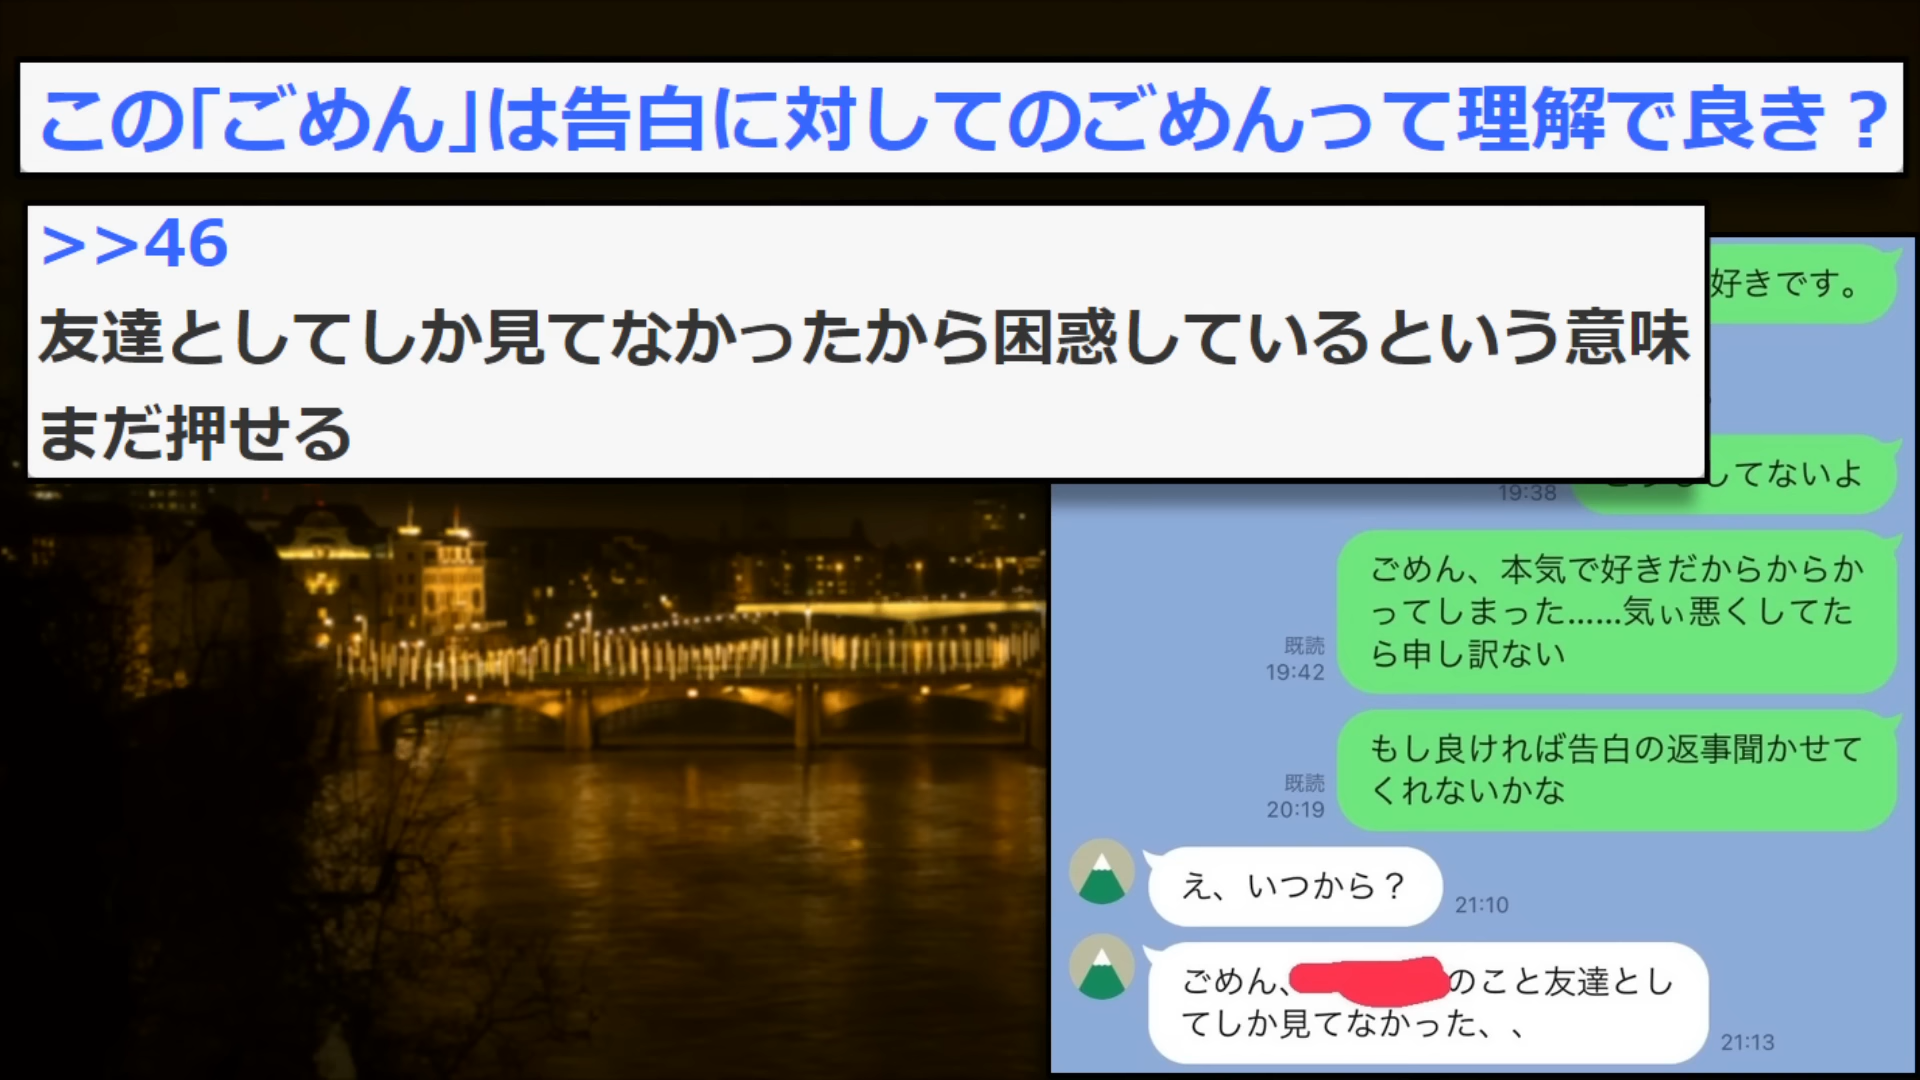 この「ごめん」は告白に対してのごめんって理解で良き？
>>46
友達としてしか見てなかったから困惑しているという意味
まだ押せる
好きです。
してないよ
19:38
ごめん、本気で好きだからからか
ってしまった……気ぃ悪くしてた
ら申し訳ない
既読
19:42
もし良ければ告白の返事聞かせて
くれないかな
既読
20:19
え、いつから？
21:10
ごめん、
のこと友達とし
てしか見てなかった、、
21:13